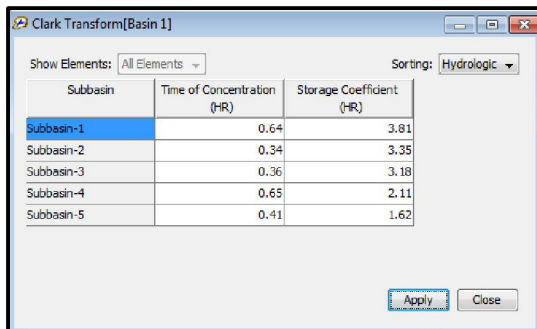 Clark Transform[Basin 1]
Show Elements: All Elements Sorting: Hydrologic
Subbasin Time of Concentration Storage Coefficient
(HR) (HR)
Subbasin-1 0.64 3.81
Subbasin-2 0.34 3.35
Subbasin-3 0.36 3.18
Subbasin-4 0.65 2.11
Subbasin-5 0.41 1.62
Apply Close